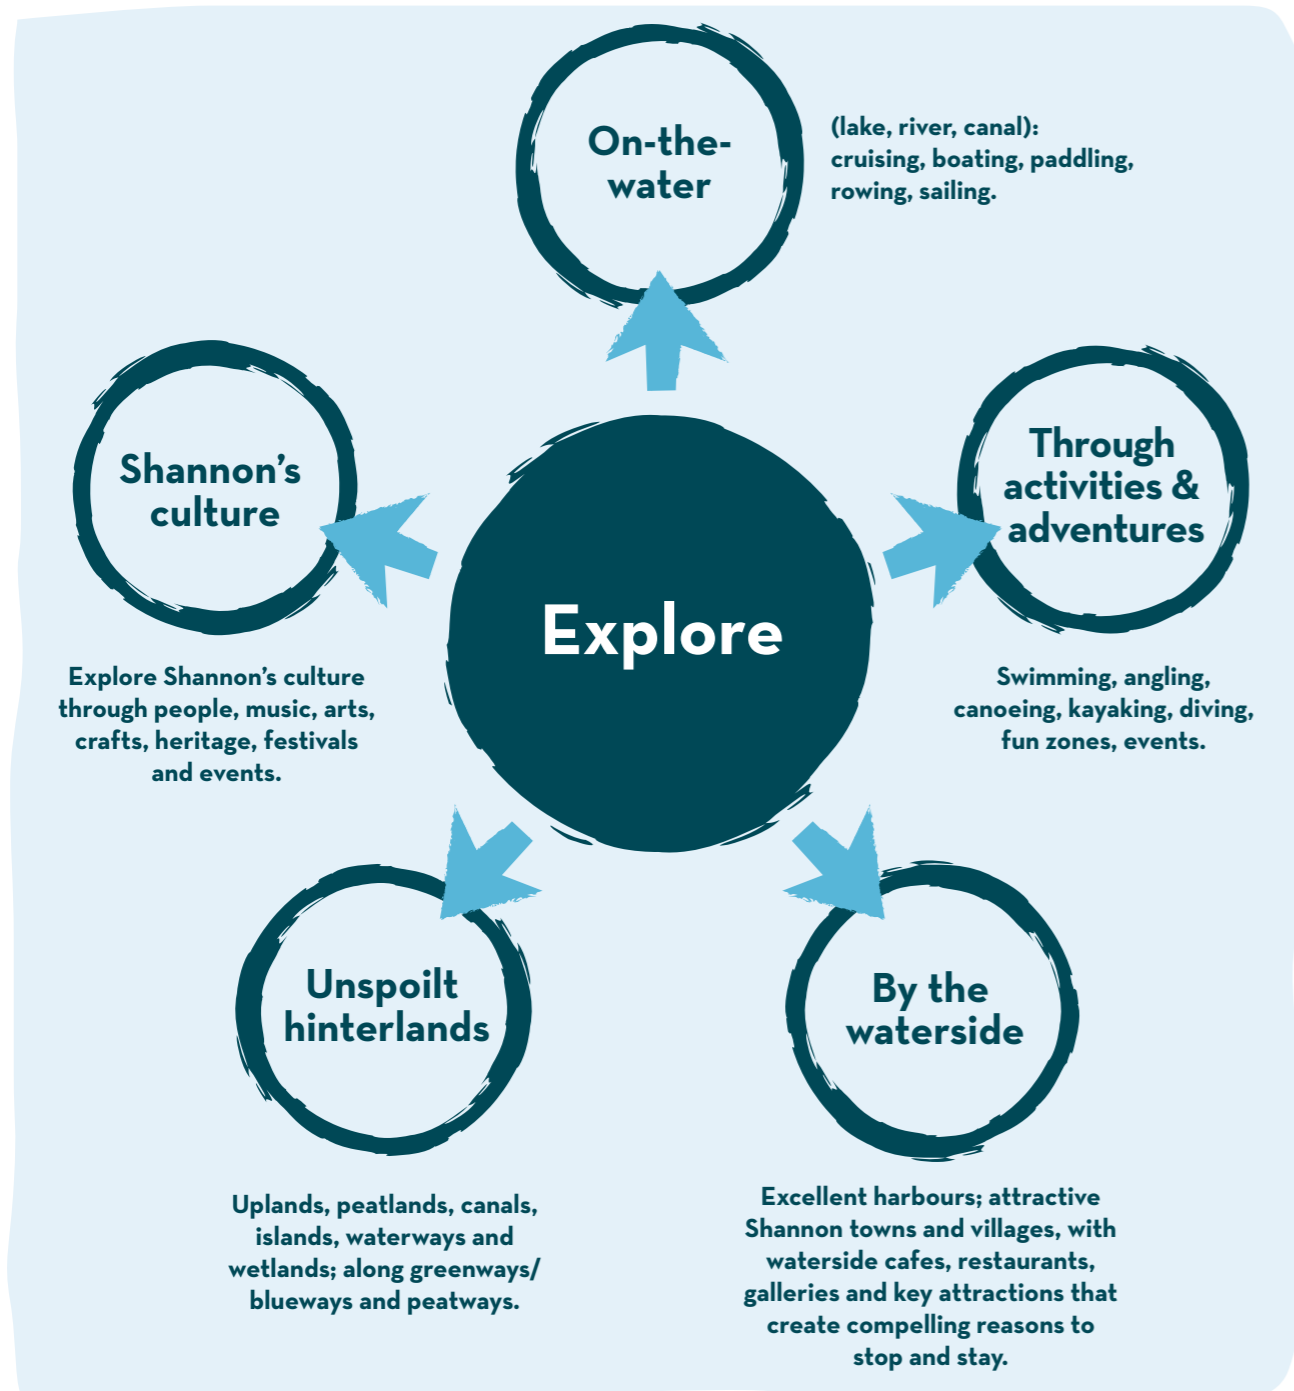 On-the-
water
(lake, river, canal):
cruising, boating, paddling,
rowing, sailing.
Shannon's
culture
Explore Shannon's culture
through people, music, arts,
crafts, heritage, festivals
and events.
Explore
Through
activities &
adventures
Swimming, angling,
canoeing, kayaking, diving,
fun zones, events.
Unspoilt
hinterlands
Uplands, peatlands, canals,
islands, waterways and
wetlands; along greenways/
blueways and peatways.
By the
waterside
Excellent harbours; attractive
Shannon towns and villages, with
waterside cafes, restaurants,
galleries and key attractions that
create compelling reasons to
stop and stay.